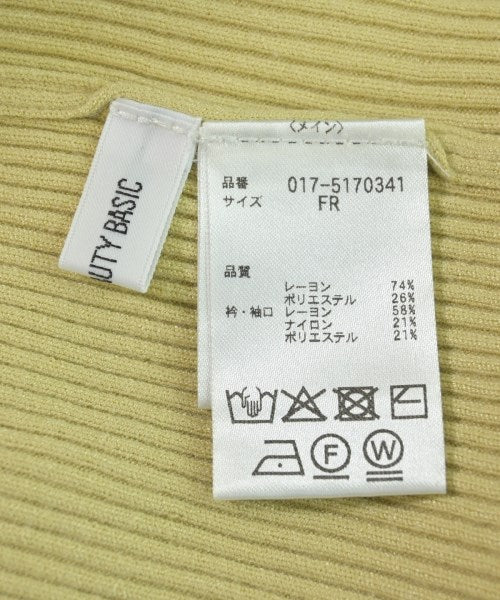 〈メイン〉
品番 017-5170341
サイズ FR
品質
レーヨン 74%
ポリエステル 26%
衿・袖口 レーヨン 58%
ナイロン 21%
ポリエステル 21%
F W
UTY BASIC